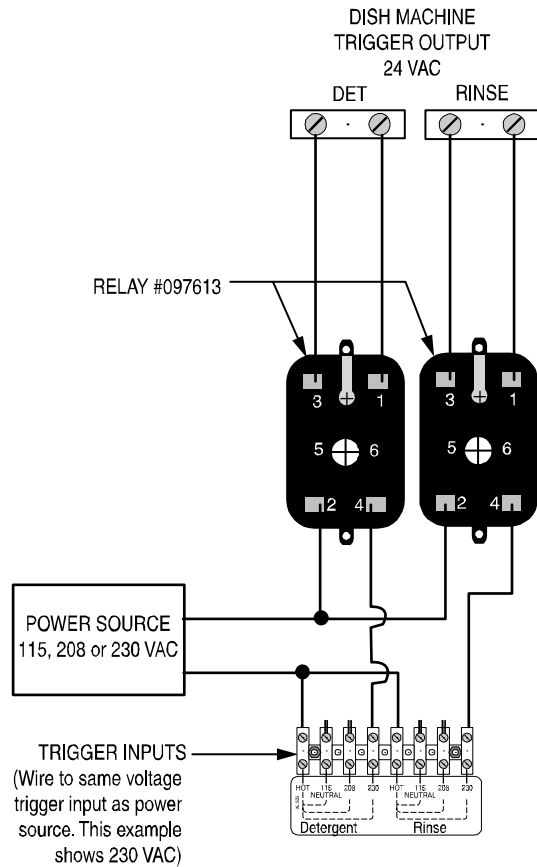 DISH MACHINE
TRIGGER OUTPUT
24 VAC
DET
RINSE
RELAY #097613
3
1
5
6
2
4
3
1
5
6
2
4
POWER SOURCE
115, 208 or 230 VAC
TRIGGER INPUTS
(Wire to same voltage
trigger input as power
source. This example
shows 230 VAC)
HOT 115 208 230 HOT 115 208 230
NEUTRAL NEUTRAL
Detergent Rinse